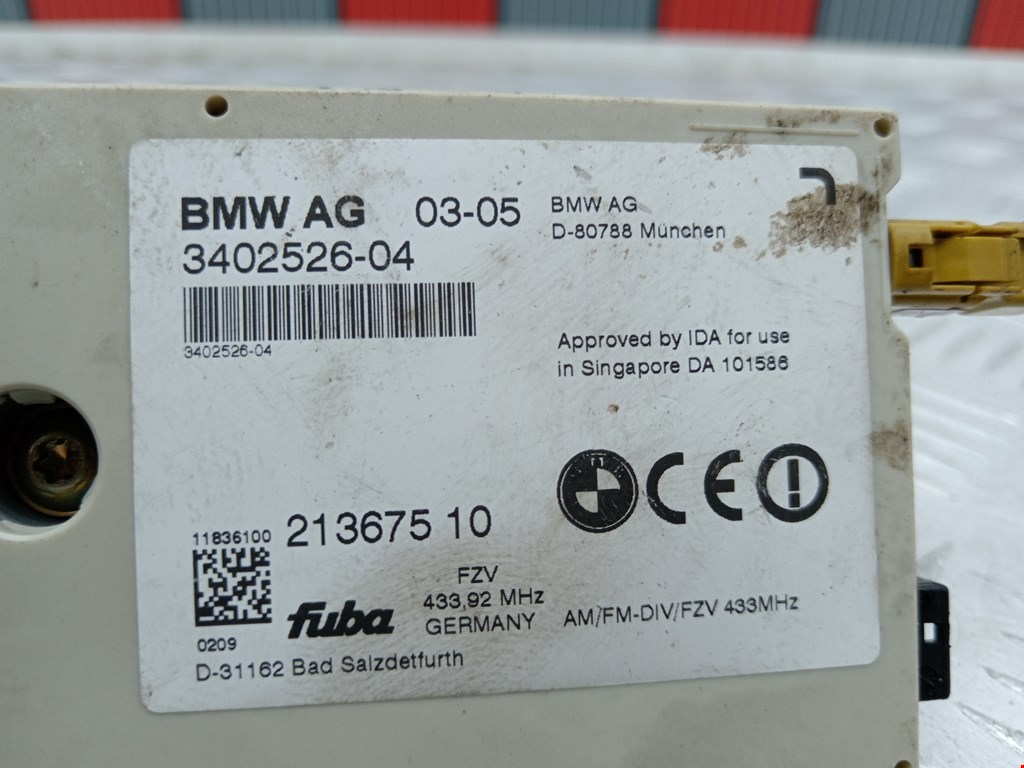 BMW AG 03-05
3402526-04
3402526-04
BMW AG
D-80788 München
Approved by IDA for use
in Singapore DA 101586
CE
11836100
213675 10
0209
fuba
FZV
433,92 MHz
GERMANY
AM/FM-DIV/FZV 433MHz
D-31162 Bad Salzdetfurth